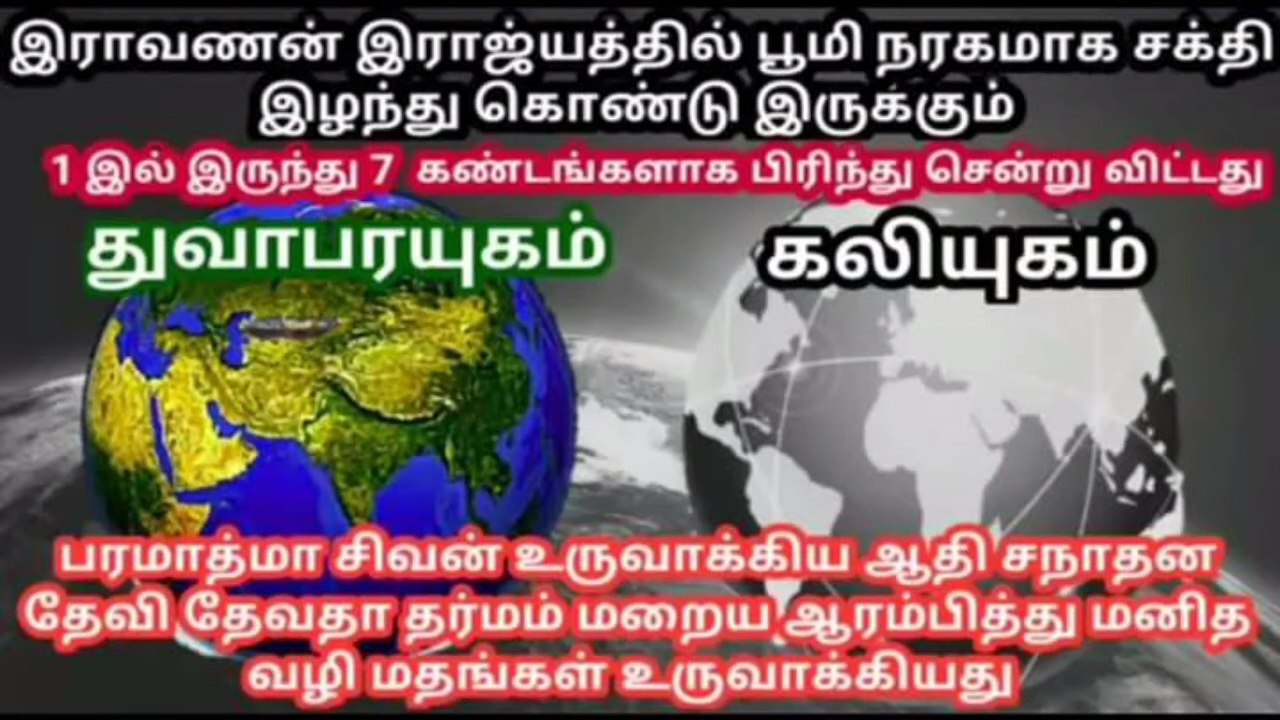 இராவணன் இராஜ்யத்தில் பூமி நரகமாக சக்தி
இழந்து கொண்டு இருக்கும்
1 இல் இருந்து 7 கண்டங்களாக பிரிந்து சென்று விட்டது
துவாபரயுகம்
கலியுகம்
பரமாத்மா சிவன் உருவாக்கிய ஆதி சநாதன
தேவி தேவதா தர்மம் மறைய ஆரம்பித்து மனித
வழி மதங்கள் உருவாக்கியது